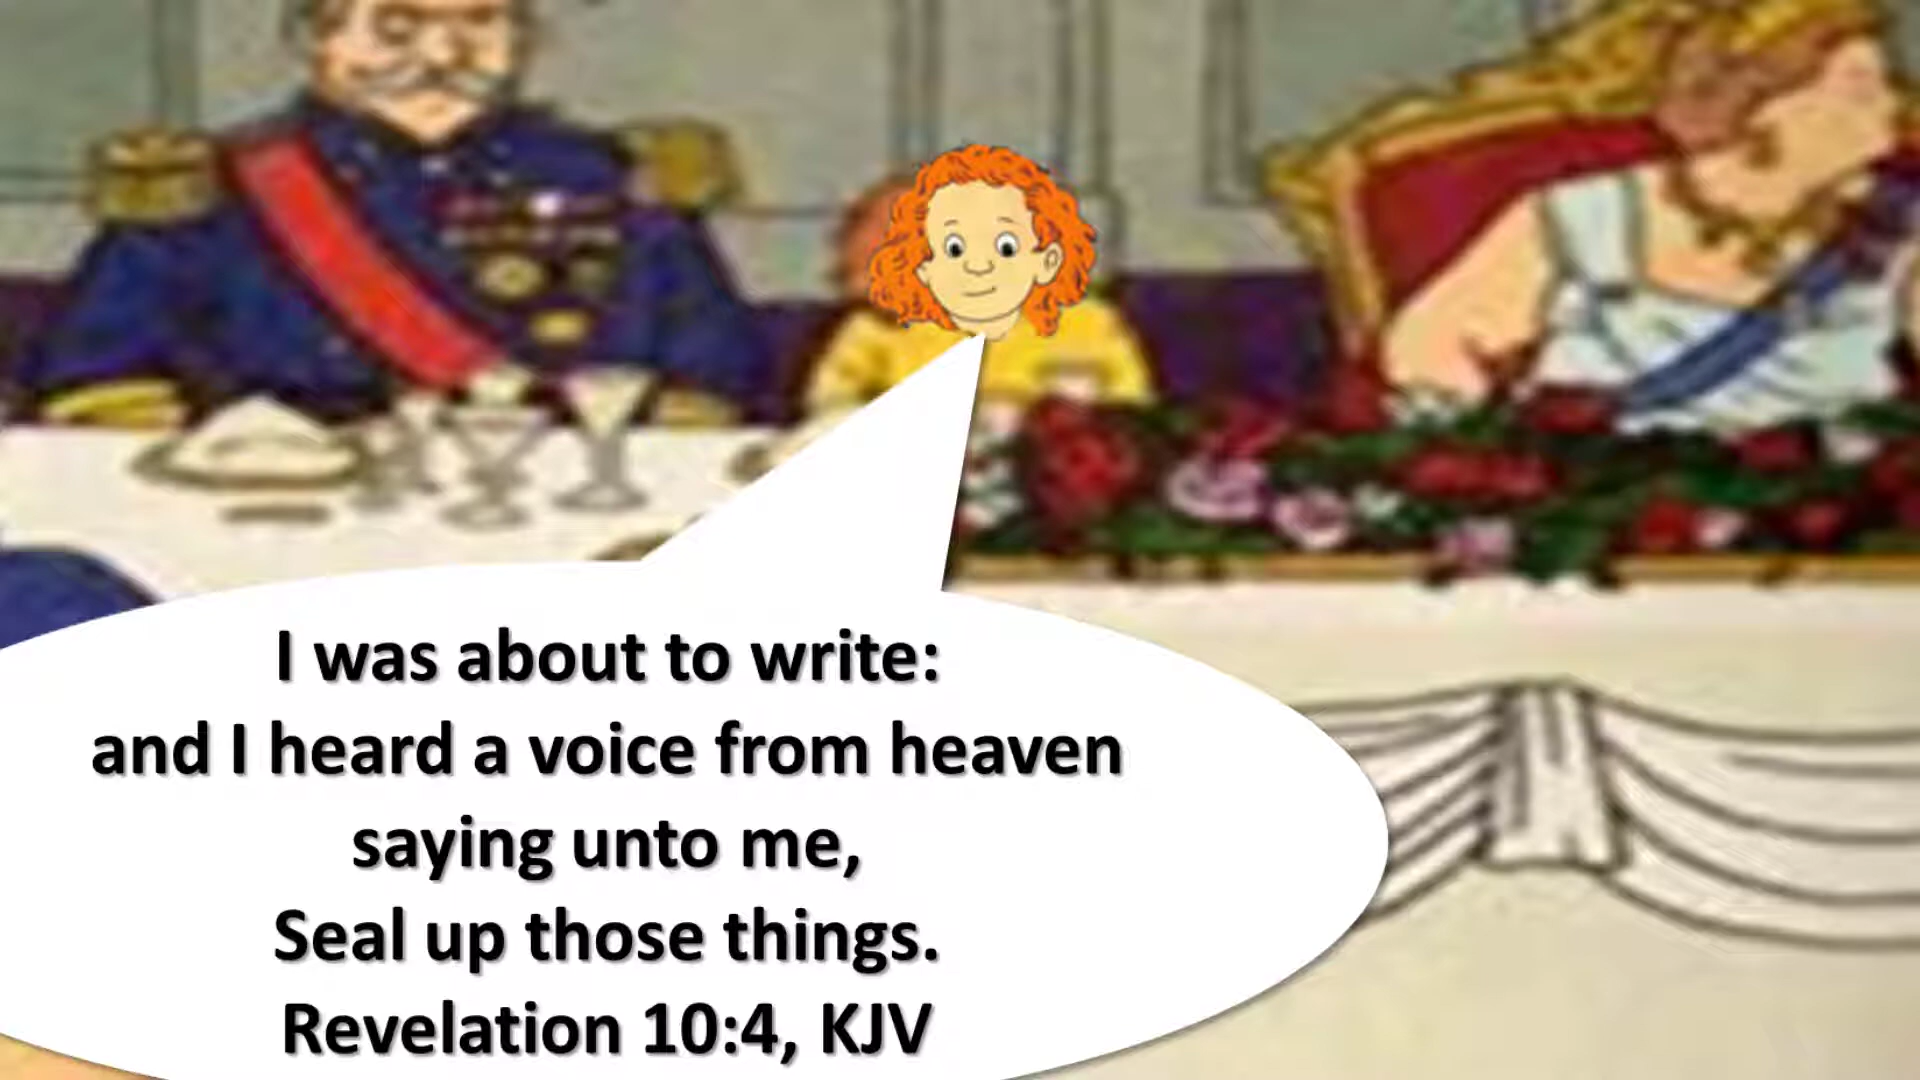 I was about to write:
and I heard a voice from heaven
saying unto me,
Seal up those things.
Revelation 10:4, KJV